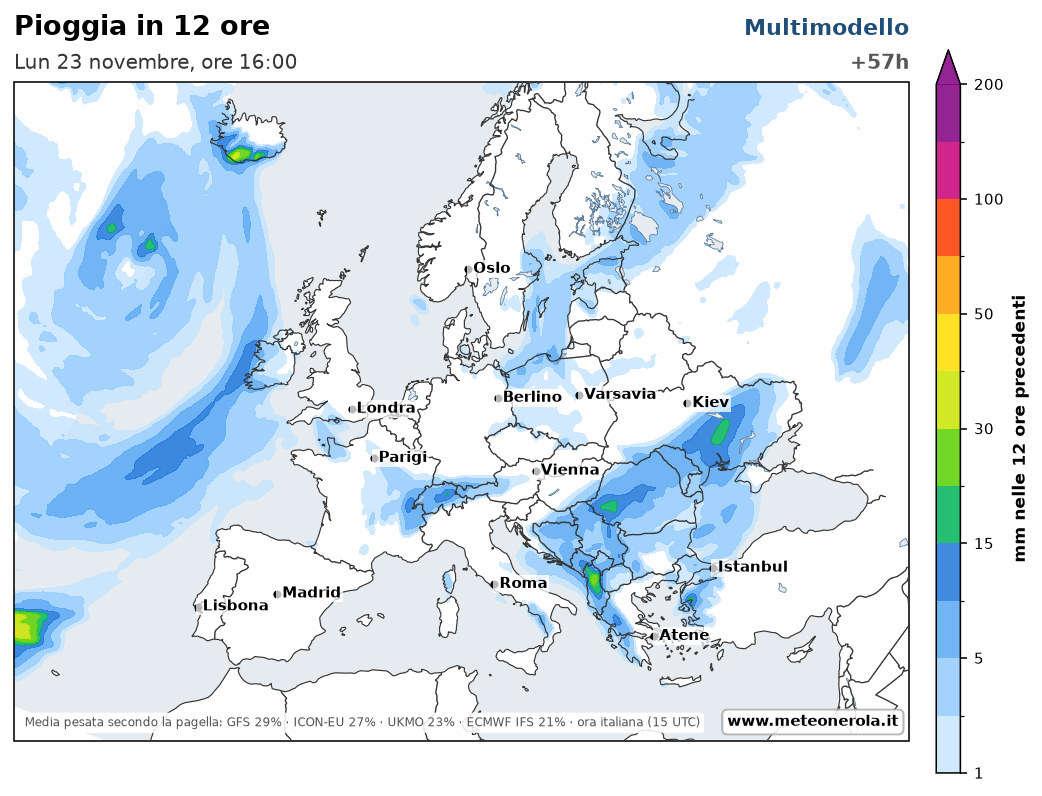 Pioggia in 12 ore
Multimodello
Lun 23 novembre, ore 16:00
+57h
200
100
50
30
15
5
1
mm nelle 12 ore precedenti
Oslo
Berlino
Varsavia
Kiev
Londra
Parigi
Vienna
Istanbul
Roma
Madrid
Lisbona
Atene
Media pesata secondo la pagella: GFS 29% · ICON-EU 27% · UKMO 23% · ECMWF IFS 21% · ora italiana (15 UTC)
www.meteonerola.it